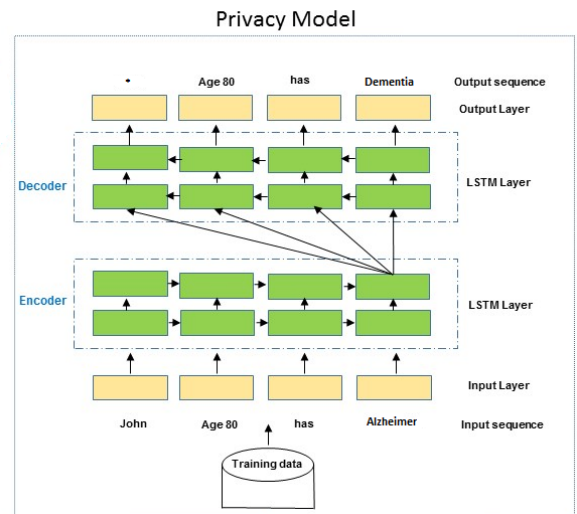 Privacy Model
* Age 80 has Dementia Output sequence
Output Layer
Decoder LSTM Layer
Encoder LSTM Layer
Input Layer
John Age 80 has Alzheimer Input sequence
Training data